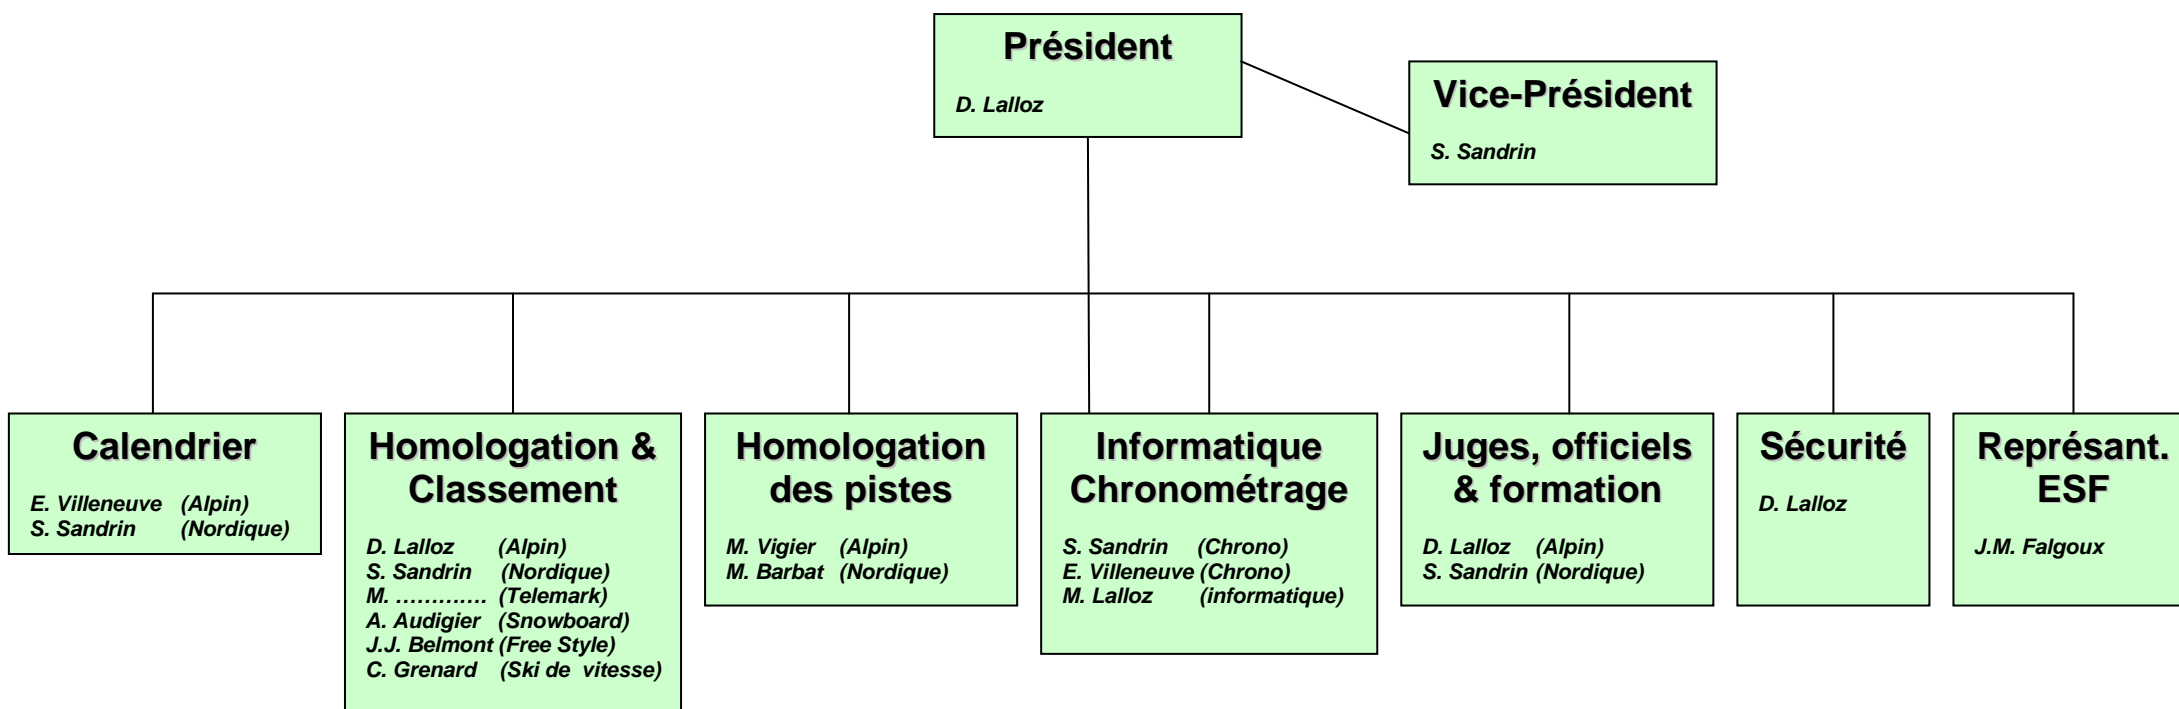 Président
D. Lalloz
Vice-Président
S. Sandrin
Calendrier
E. Villeneuve (Alpin)
S. Sandrin (Nordique)
Homologation &
Classement
D. Lalloz (Alpin)
S. Sandrin (Nordique)
M. …………. (Telemark)
A. Audigier (Snowboard)
J.J. Belmont (Free Style)
C. Grenard (Ski de vitesse)
Homologation
des pistes
M. Vigier (Alpin)
M. Barbat (Nordique)
Informatique
Chronométrage
S. Sandrin (Chrono)
E. Villeneuve (Chrono)
M. Lalloz (informatique)
Juges, officiels
& formation
D. Lalloz (Alpin)
S. Sandrin (Nordique)
Sécurité
D. Lalloz
Représant.
ESF
J.M. Falgoux